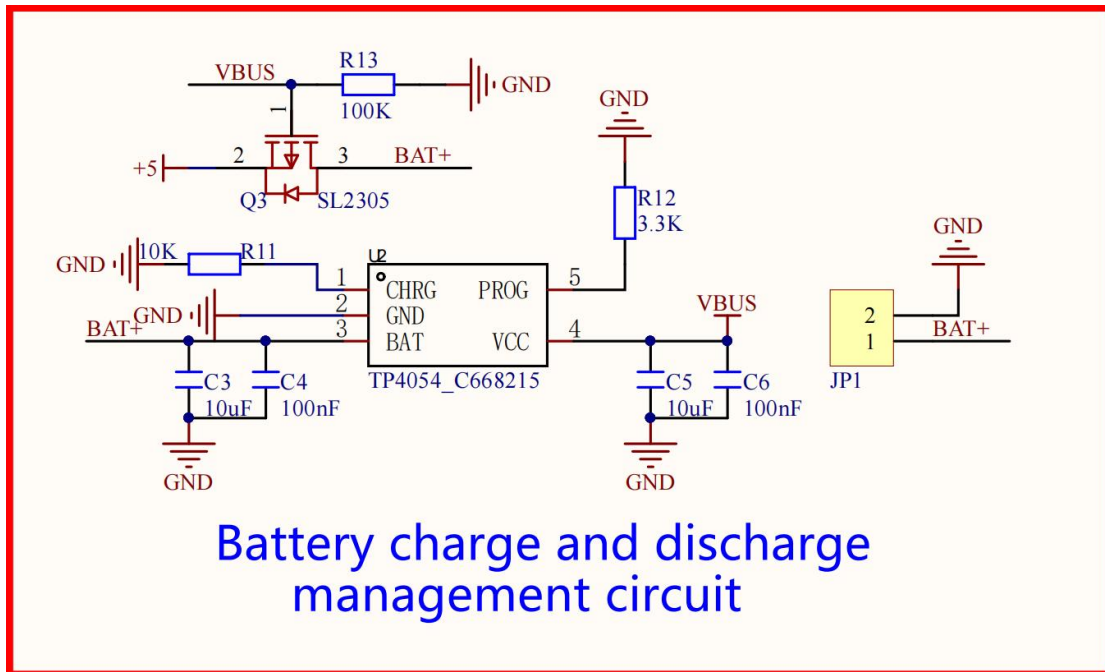 VBUS
R13
100K
GND
1
+5
2
3
BAT+
Q3
SL2305
GND
R12
3.3K
GND
10K
R11
U2
1
CHRG
PROG
5
GND
2
GND
BAT+
3
BAT
VCC
4
VBUS
TP4054_C668215
C3
10uF
C4
100nF
GND
C5
10uF
C6
100nF
GND
GND
2
1
BAT+
JP1
Battery charge and discharge
management circuit